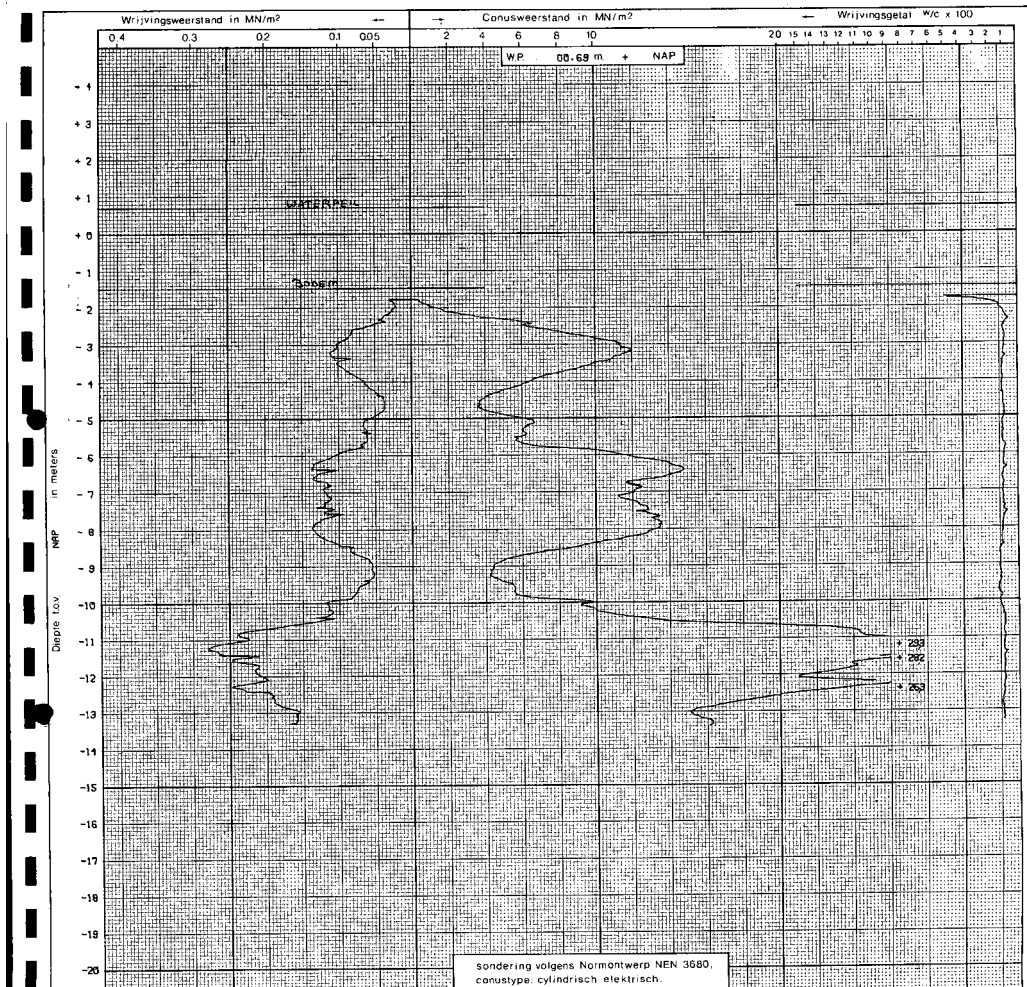 Wrijvingsweerstand in MN/m² ←
→ Conusweerstand in MN/m²
← Wrijvingsgetal w/c x 100
0.4 0.3 0.2 0.1 0.05
2 4 6 8 10 20
15 14 13 12 11 10 9 8 7 6 5 4 3 2 1
W.P. 00.69 m. + NAP
+ 4
+ 3
+ 2
+ 1
WATERPEIL
+ 0
- 1
BODEM
- 2
- 3
- 4
- 5
- 6
- 7
- 8
- 9
-10
-11
-12
-13
-14
-15
-16
-17
-18
-19
-20
+ 293
+ 282
+ 263
Diepte t.o.v. NAP in meters
sondering volgens Normontwerp NEN 3680,
conustype: cylindrisch elektrisch.